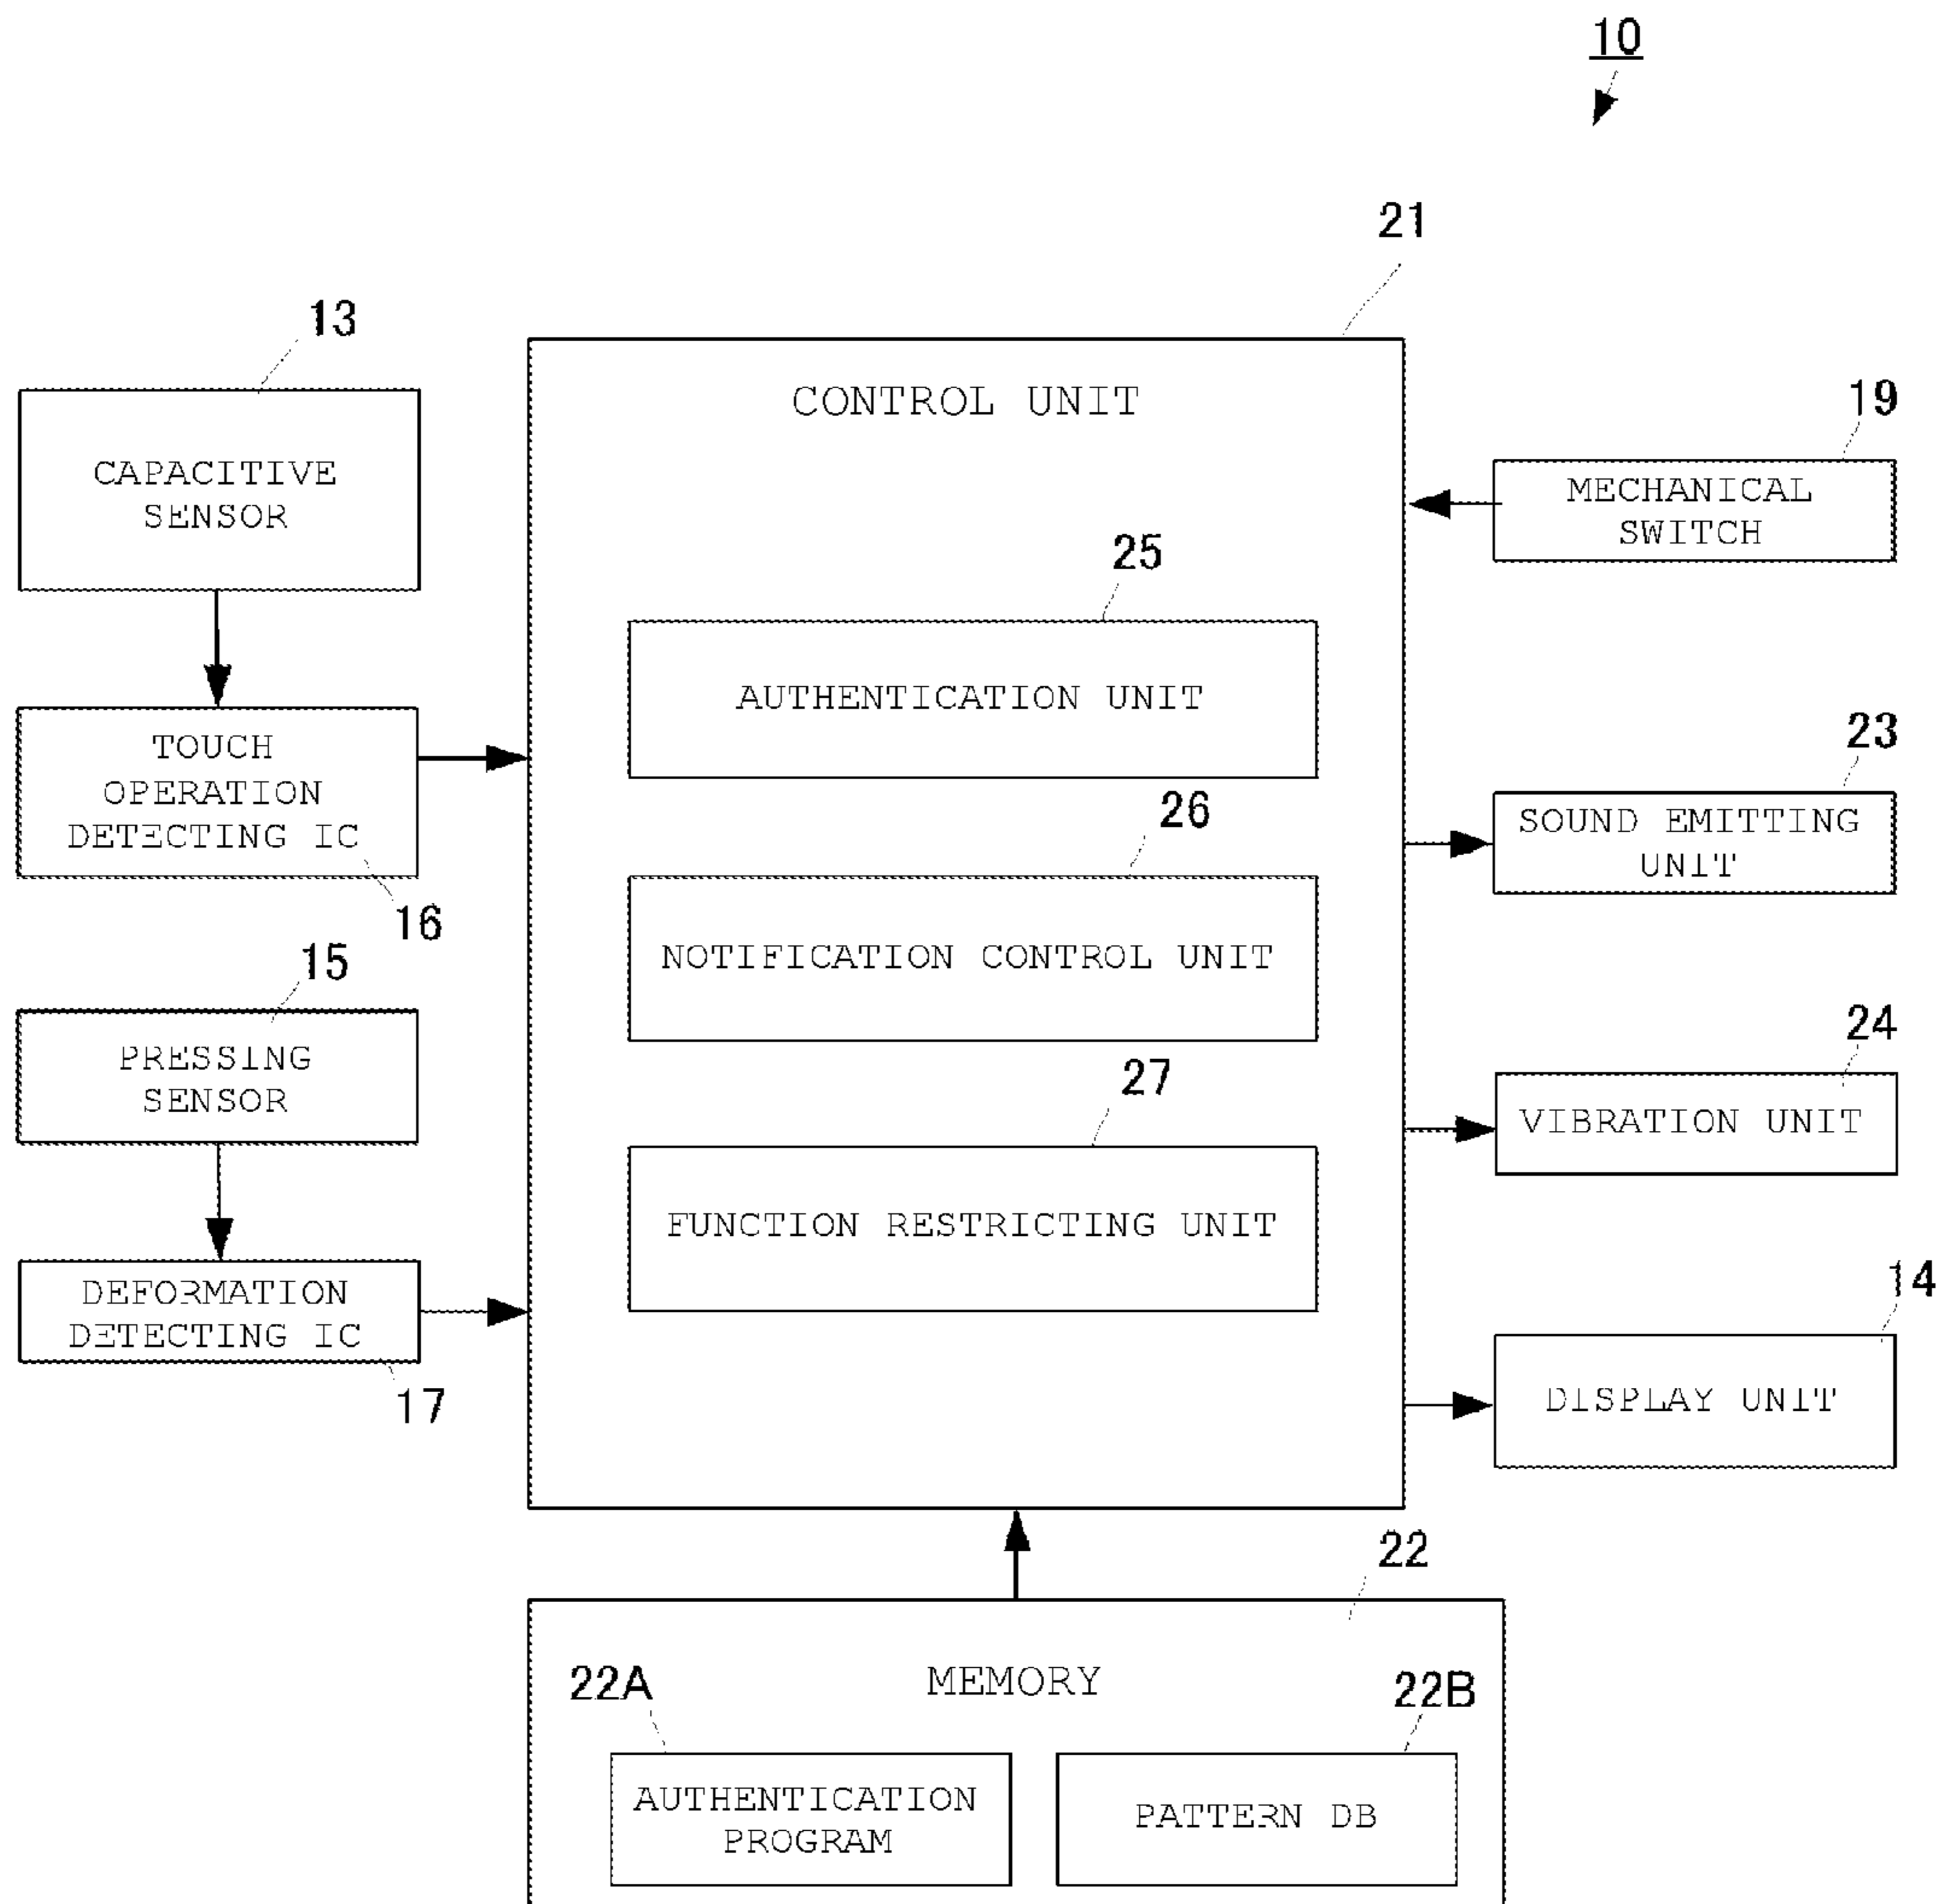 10
21
13
CAPACITIVE
SENSOR
CONTROL UNIT
19
MECHANICAL
SWITCH
25
AUTHENTICATION UNIT
TOUCH
OPERATION
DETECTING IC
16
23
SOUND EMITTING
UNIT
26
NOTIFICATION CONTROL UNIT
15
PRESSING
SENSOR
24
VIBRATION UNIT
27
FUNCTION RESTRICTING UNIT
DEFORMATION
DETECTING IC
17
14
DISPLAY UNIT
22
MEMORY
22A
22B
AUTHENTICATION
PROGRAM
PATTERN DB